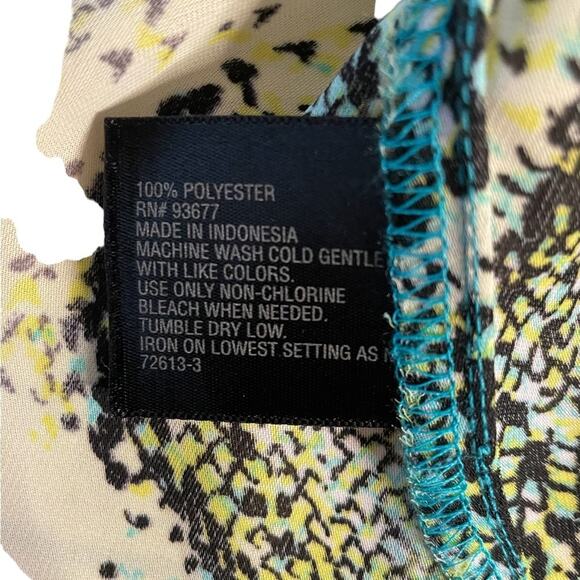 100% POLYESTER
RN# 93677
MADE IN INDONESIA
MACHINE WASH COLD GENTLE
WITH LIKE COLORS.
USE ONLY NON-CHLORINE
BLEACH WHEN NEEDED.
TUMBLE DRY LOW.
IRON ON LOWEST SETTING AS
72613-3